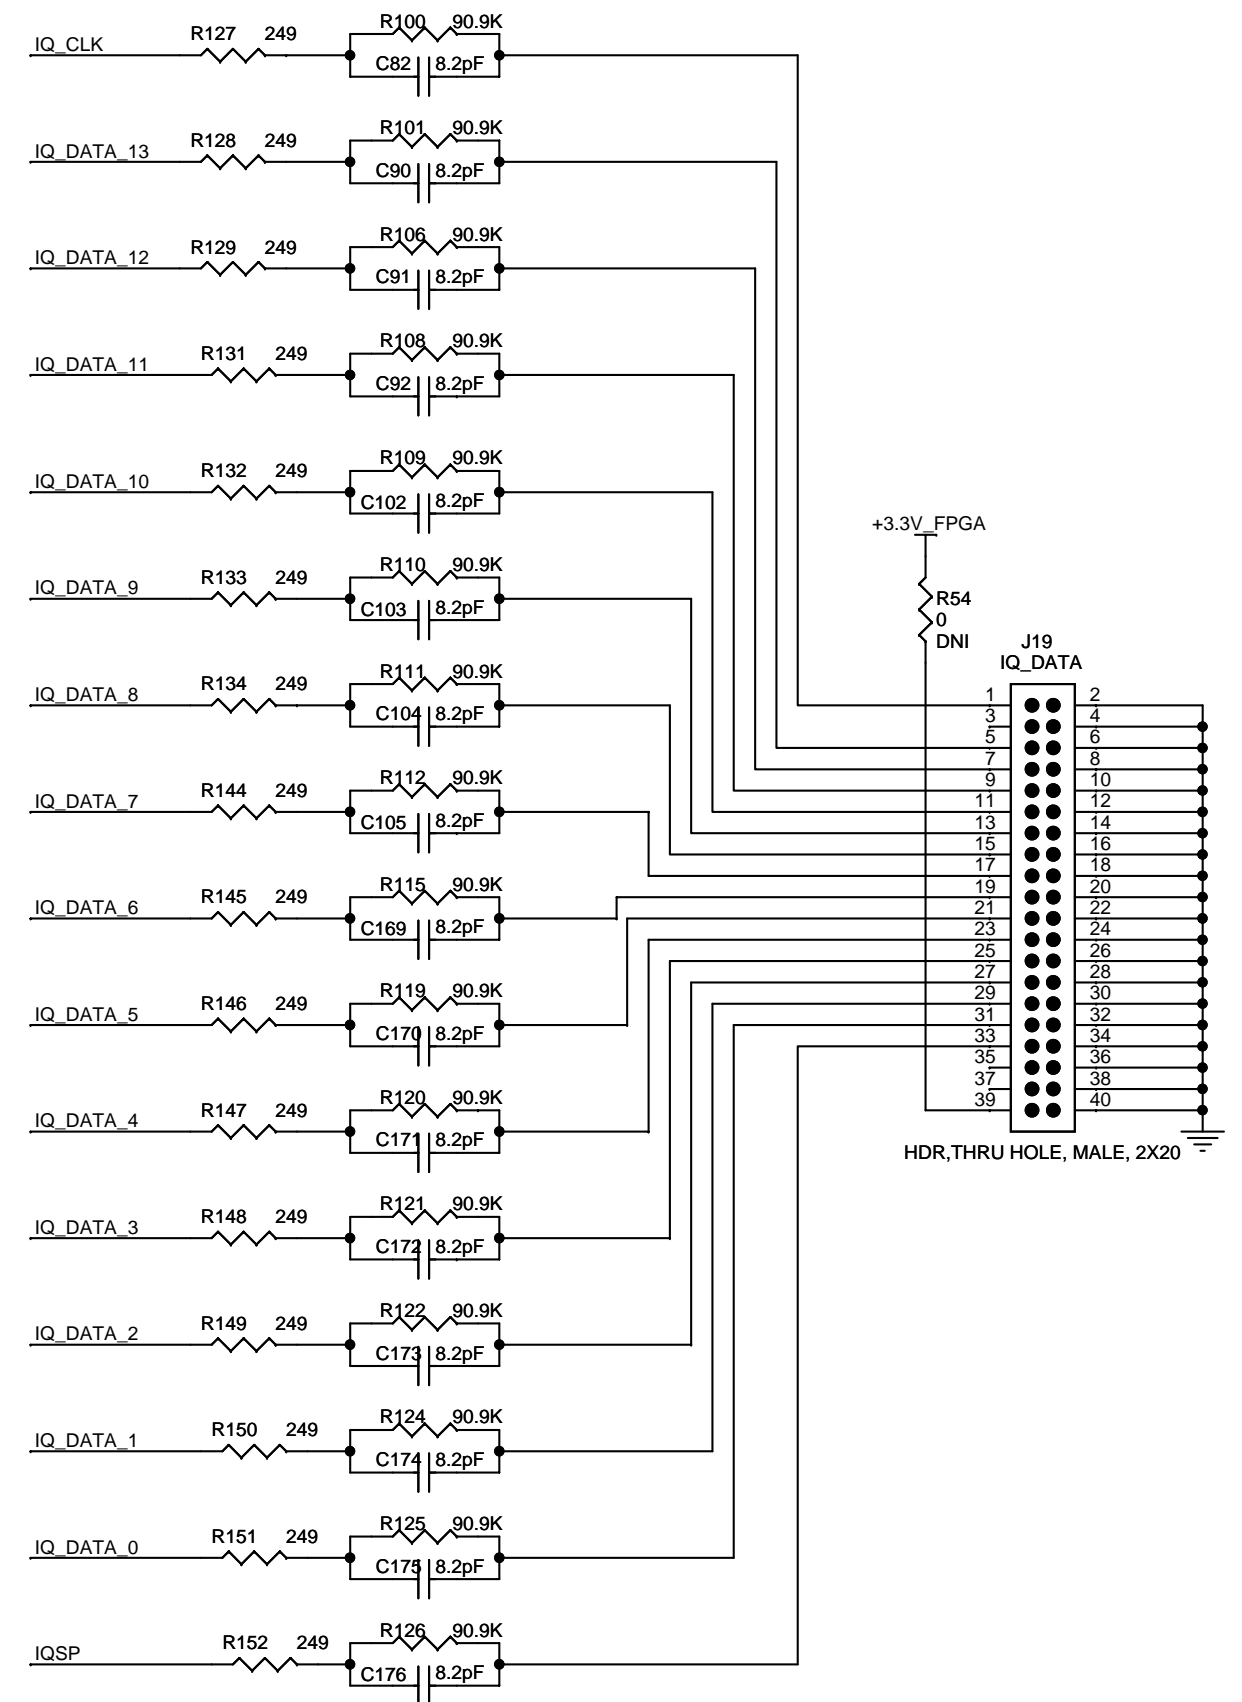 R100 90.9K
IQ_CLK R127 249
C82 8.2pF
R101 90.9K
IQ_DATA_13 R128 249
C90 8.2pF
R106 90.9K
IQ_DATA_12 R129 249
C91 8.2pF
R108 90.9K
IQ_DATA_11 R131 249
C92 8.2pF
R109 90.9K
IQ_DATA_10 R132 249
C102 8.2pF
R110 90.9K
IQ_DATA_9 R133 249
C103 8.2pF
R111 90.9K
IQ_DATA_8 R134 249
C104 8.2pF
R112 90.9K
IQ_DATA_7 R144 249
C105 8.2pF
R115 90.9K
IQ_DATA_6 R145 249
C169 8.2pF
R119 90.9K
IQ_DATA_5 R146 249
C170 8.2pF
R120 90.9K
IQ_DATA_4 R147 249
C171 8.2pF
R121 90.9K
IQ_DATA_3 R148 249
C172 8.2pF
R122 90.9K
IQ_DATA_2 R149 249
C173 8.2pF
R124 90.9K
IQ_DATA_1 R150 249
C174 8.2pF
R125 90.9K
IQ_DATA_0 R151 249
C175 8.2pF
R126 90.9K
IQSP R152 249
C176 8.2pF
+3.3V_FPGA
R54
0
DNI
J19
IQ_DATA
1 2
3 4
5 6
7 8
9 10
11 12
13 14
15 16
17 18
19 20
21 22
23 24
25 26
27 28
29 30
31 32
33 34
35 36
37 38
39 40
HDR,THRU HOLE, MALE, 2X20